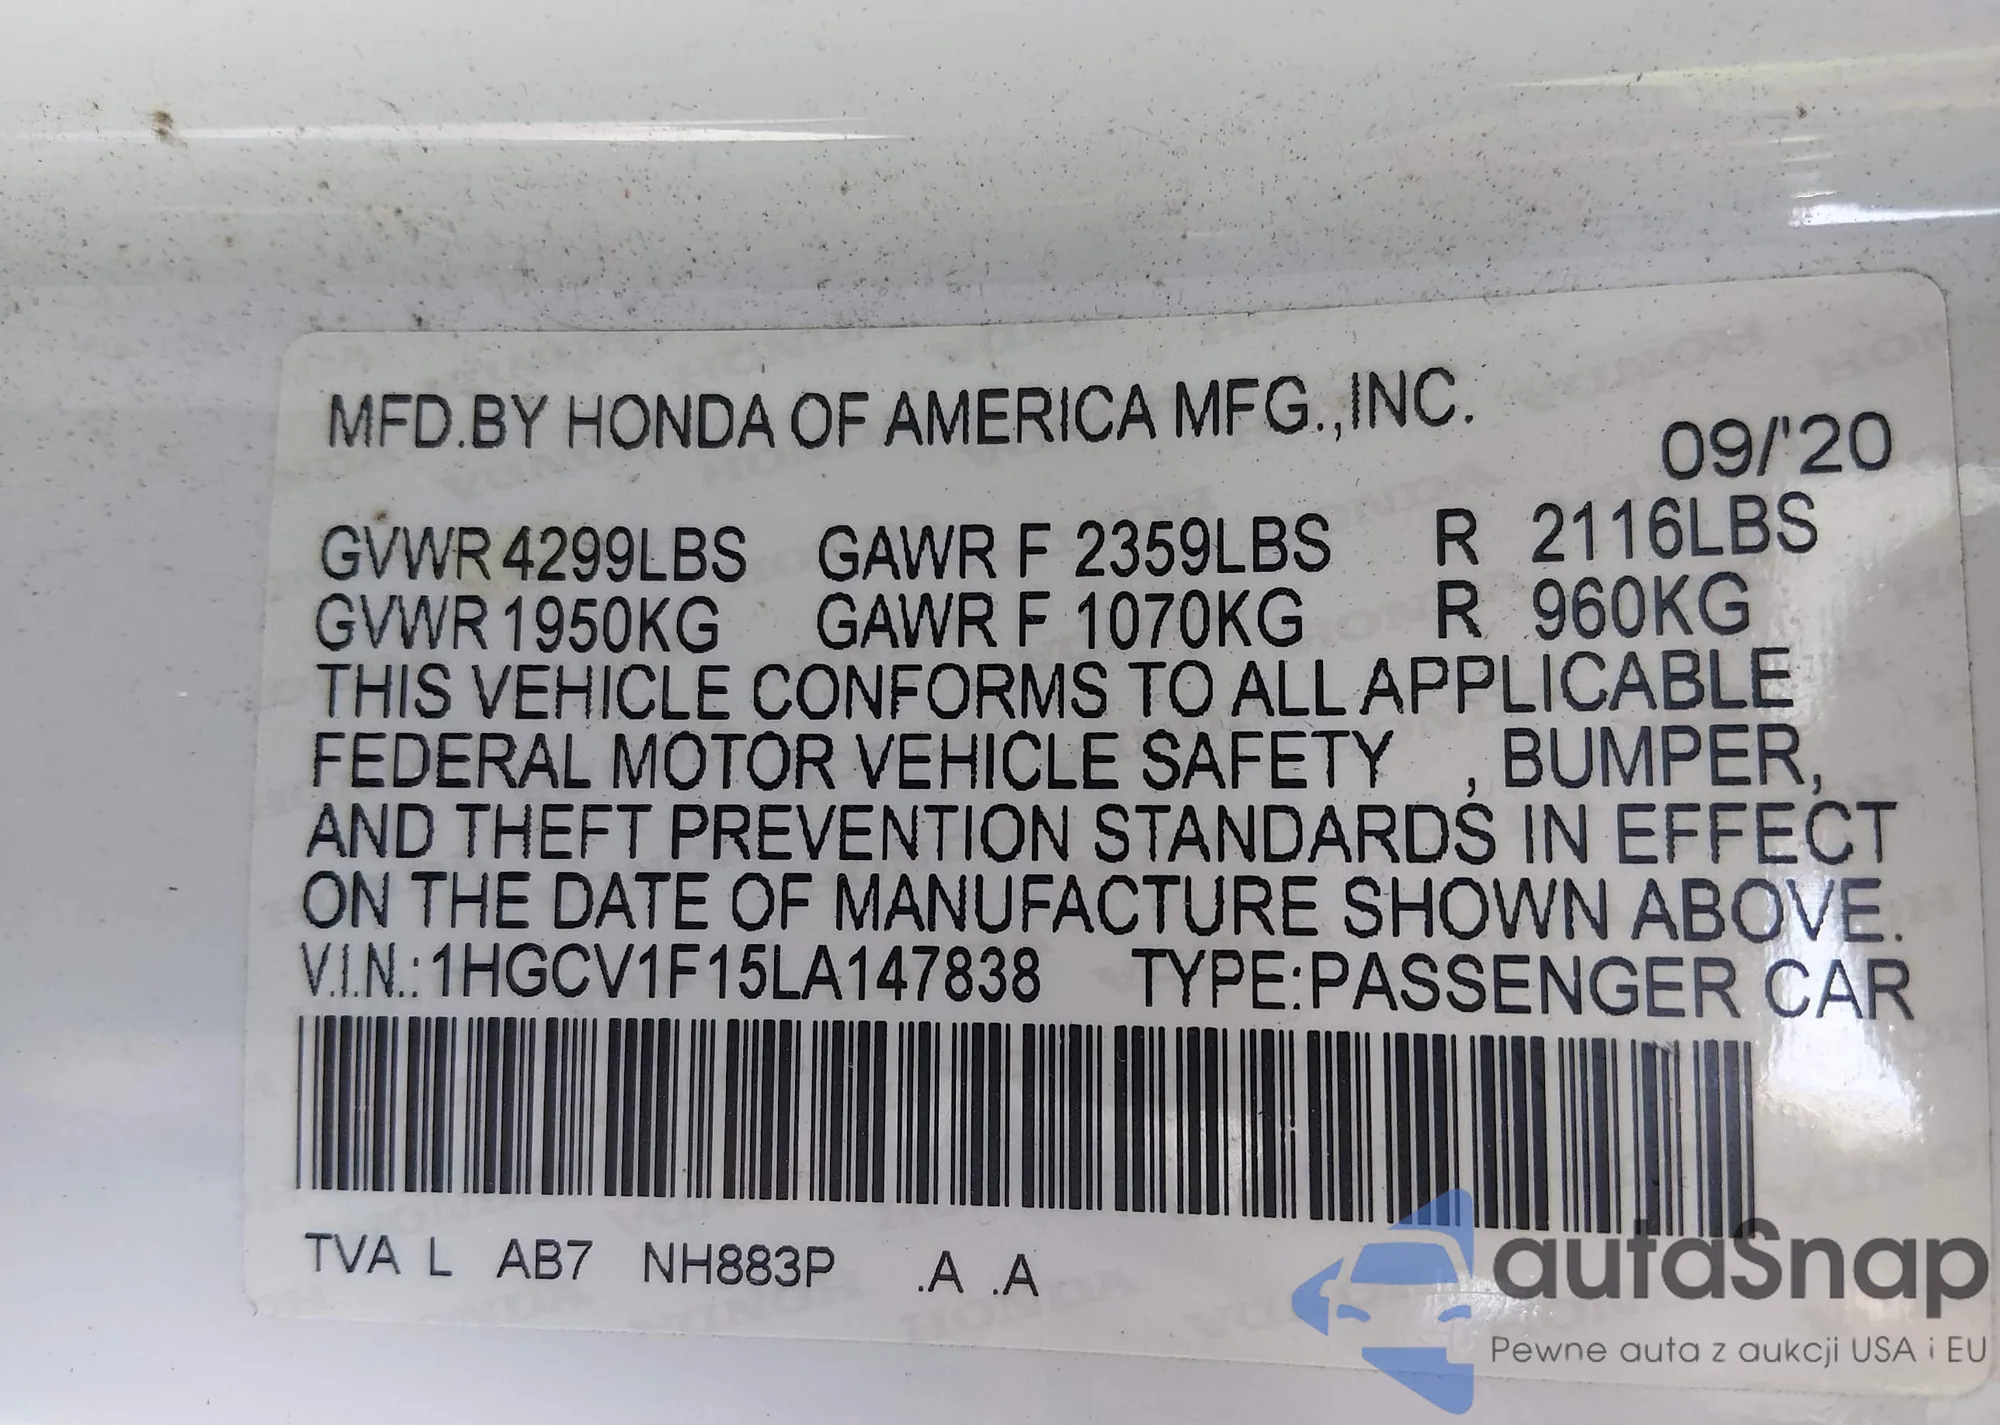 MFD.BY HONDA OF AMERICA MFG.,INC.
09/'20
GVWR 4299LBS GAWR F 2359LBS R 2116LBS
GVWR 1950KG GAWR F 1070KG R 960KG
THIS VEHICLE CONFORMS TO ALL APPLICABLE
FEDERAL MOTOR VEHICLE SAFETY , BUMPER,
AND THEFT PREVENTION STANDARDS IN EFFECT
ON THE DATE OF MANUFACTURE SHOWN ABOVE.
V.I.N.: 1HGCV1F15LA147838 TYPE:PASSENGER CAR
TVA L AB7 NH883P .A .A
autaSnap
Pewne auta z aukcji USA i EU